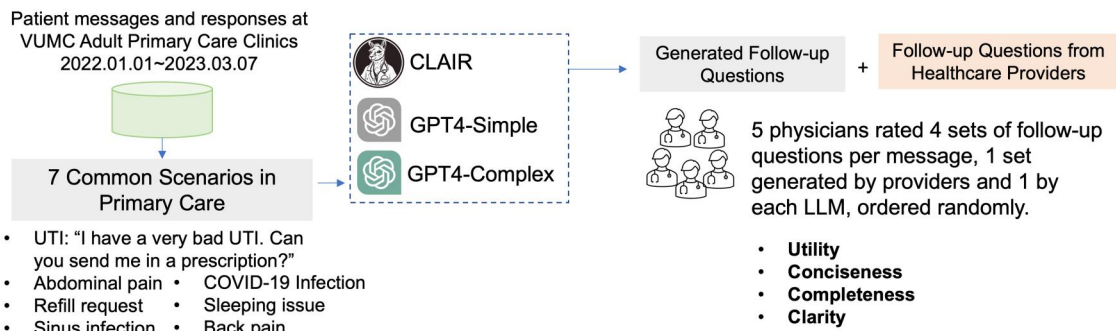 Patient messages and responses at
VUMC Adult Primary Care Clinics
2022.01.01~2023.03.07
7 Common Scenarios in
Primary Care
• UTI: “I have a very bad UTI. Can
you send me in a prescription?”
• Abdominal pain • COVID-19 Infection
• Refill request • Sleeping issue
• Sinus infection • Back pain
CLAIR
GPT4-Simple
GPT4-Complex
Generated Follow-up
Questions
+
Follow-up Questions from
Healthcare Providers
5 physicians rated 4 sets of follow-up
questions per message, 1 set
generated by providers and 1 by
each LLM, ordered randomly.
• Utility
• Conciseness
• Completeness
• Clarity